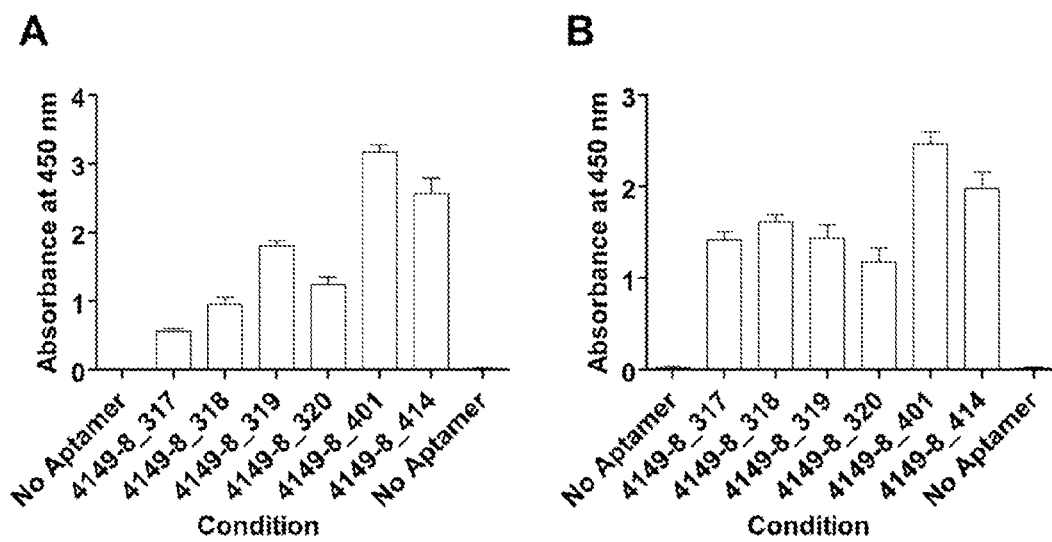 A
Absorbance at 450 nm
4
3
2
1
0
No Aptamer
4149-8_317
4149-8_318
4149-8_319
4149-8_320
4149-8_401
4149-8_414
No Aptamer
Condition
B
Absorbance at 450 nm
3
2
1
0
No Aptamer
4149-8_317
4149-8_318
4149-8_319
4149-8_320
4149-8_401
4149-8_414
No Aptamer
Condition